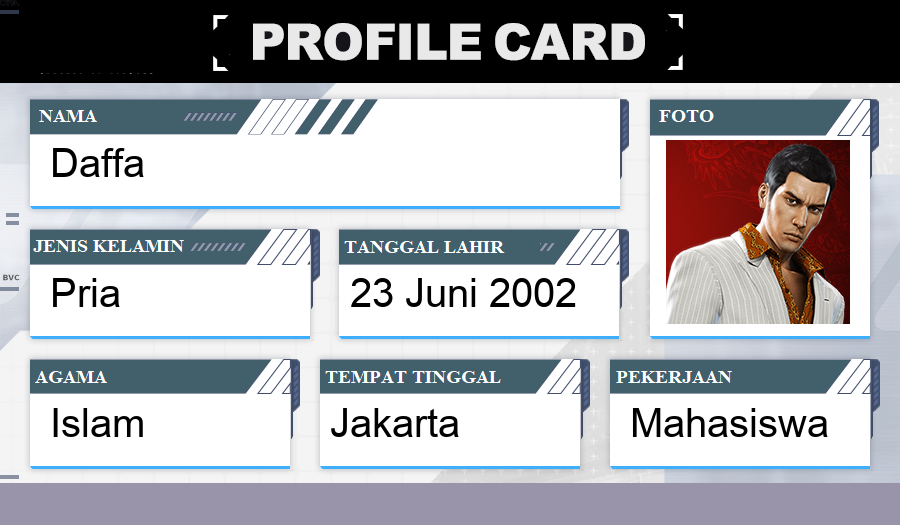 PROFILE CARD
NAMA
Daffa
FOTO
JENIS KELAMIN
Pria
TANGGAL LAHIR
23 Juni 2002
BVC
AGAMA
Islam
TEMPAT TINGGAL
Jakarta
PEKERJAAN
Mahasiswa